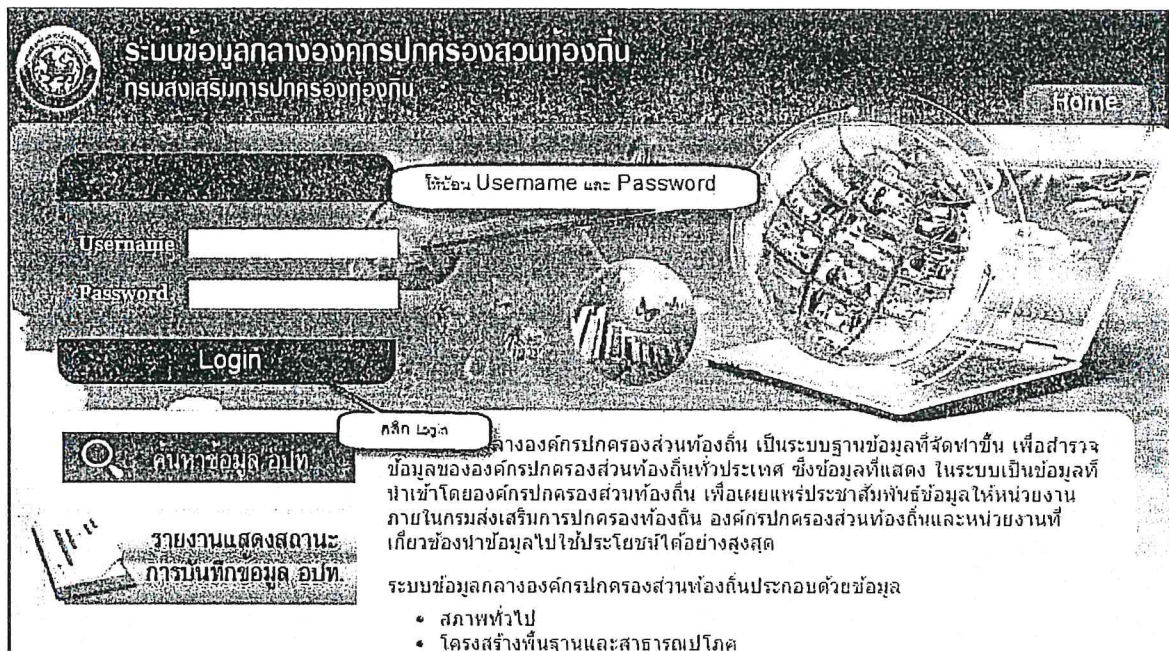 ระบบข้อมูลกลางองค์กรปกครองส่วนท้องถิ่น
กรมส่งเสริมการปกครองท้องถิ่น
Home
ให้ป้อน Username และ Password
Username
Password
Login
คลิก Login
ค้นหาข้อมูล อปท.
รายงานแสดงสถานะ
การบันทึกข้อมูล อปท.
กลางองค์กรปกครองส่วนท้องถิ่น เป็นระบบฐานข้อมูลที่จัดทำขึ้น เพื่อสำรวจ
ข้อมูลขององค์กรปกครองส่วนท้องถิ่นทั่วประเทศ ซึ่งข้อมูลที่แสดง ในระบบเป็นข้อมูลที่
นำเข้าโดยองค์กรปกครองส่วนท้องถิ่น เพื่อเผยแพร่ประชาสัมพันธ์ข้อมูลให้หน่วยงาน
ภายในกรมส่งเสริมการปกครองท้องถิ่น องค์กรปกครองส่วนท้องถิ่นและหน่วยงานที่
เกี่ยวข้องนำข้อมูลไปใช้ประโยชน์ได้อย่างสูงสุด
ระบบข้อมูลกลางองค์กรปกครองส่วนท้องถิ่นประกอบด้วยข้อมูล
• สภาพทั่วไป
• โครงสร้างพื้นฐานและสาธารณูปโภค